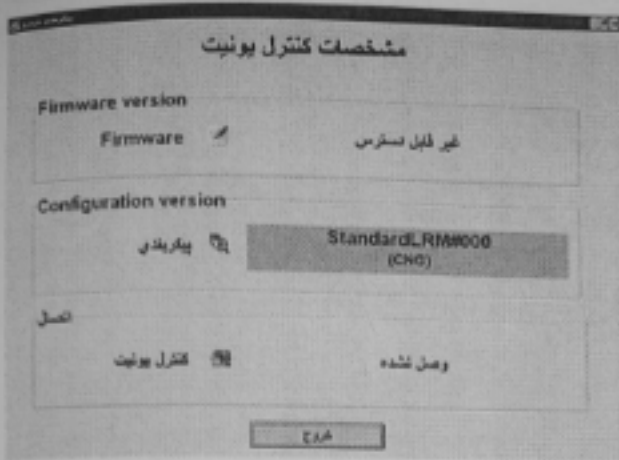 مشخصات کنترل یونیت
Firmware version
Firmware
غیر قابل دسترس
Configuration version
پیکربندی
StandardLRM#000
(CNG)
اتصال
کنترل یونیت
وصل نشده
خروج